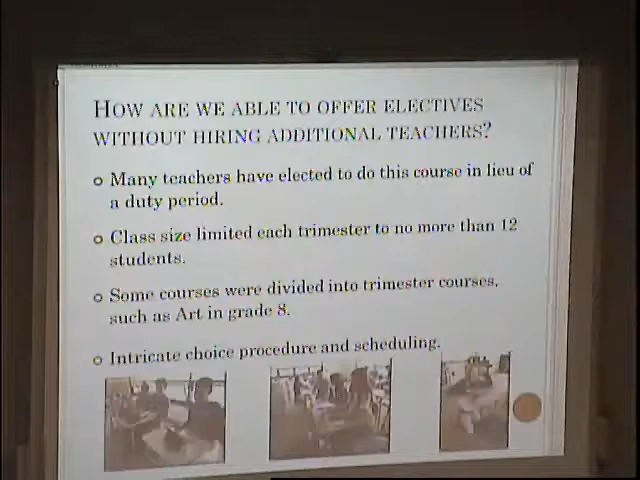 HOW ARE WE ABLE TO OFFER ELECTIVES
WITHOUT HIRING ADDITIONAL TEACHERS?
Many teachers have elected to do this course in lieu of
a duty period.
Class size limited each trimester to no more than 12
students.
Some courses were divided into trimester courses,
such as Art in grade 8.
Intricate choice procedure and scheduling.